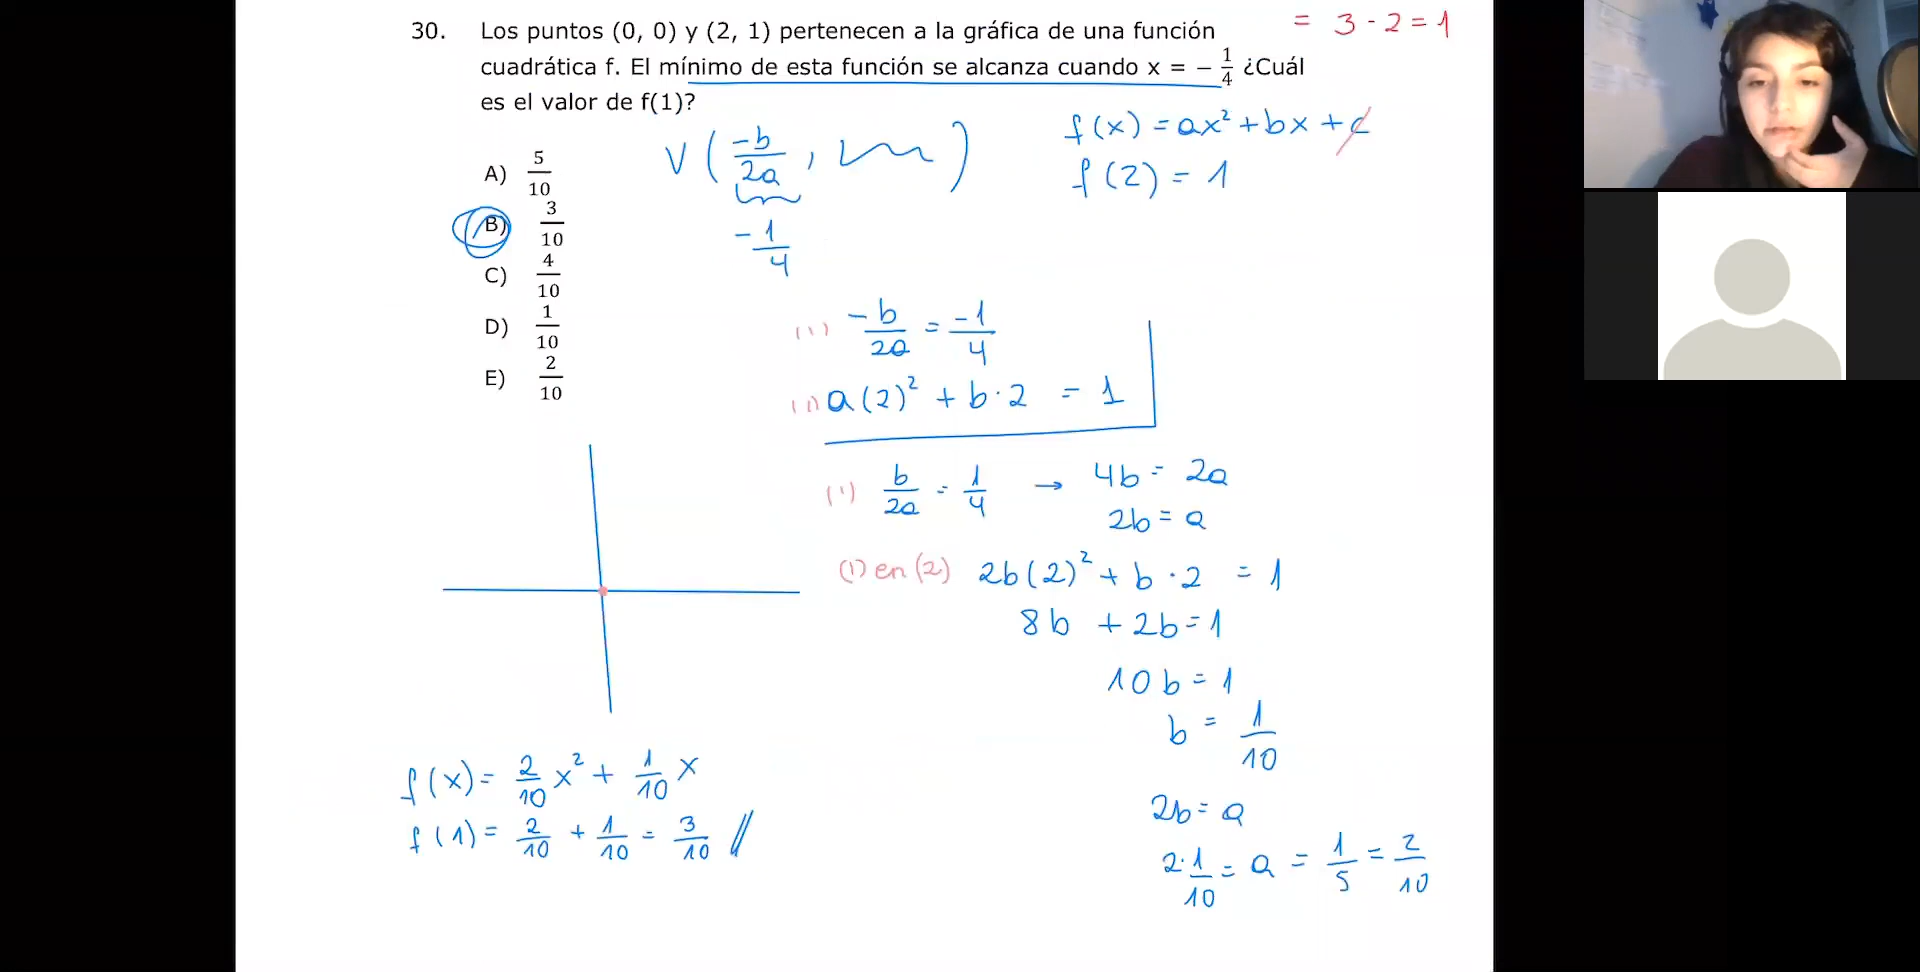 = 3 - 2 = 1
30. Los puntos (0, 0) y (2, 1) pertenecen a la gráfica de una función
cuadrática f. El mínimo de esta función se alcanza cuando x = - 1/4 ¿Cuál
es el valor de f(1)?
A) 5/10
B) 3/10
C) 4/10
D) 1/10
E) 2/10
V ( -b/2a , )
-1/4
f(x) = ax² + bx + c
f(2) = 1
(1) -b/2a = -1/4
(11) a(2)² + b·2 = 1
(1) b/2a = 1/4 → 4b = 2a
2b = a
(1) en (2) 2b(2)² + b·2 = 1
8b + 2b = 1
10b = 1
b = 1/10
2b = a
2·1/10 = a = 1/5 = 2/10
f(x) = 2/10 x² + 1/10 x
f(1) = 2/10 + 1/10 = 3/10 //